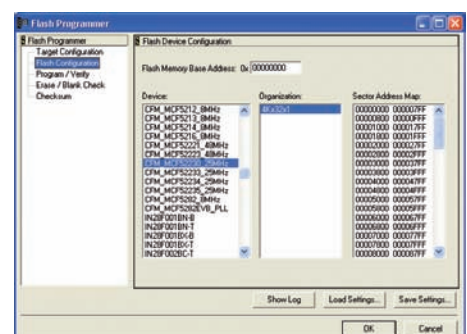 Flash Programmer
Flash Programmer
Target Configuration
Flash Configuration
Program / Verify
Erase / Blank Check
Checksum
Flash Device Configuration
Flash Memory Base Address: 0x 00000000
Device:
CFM_MCF5212_8MHz
CFM_MCF5213_8MHz
CFM_MCF5214_8MHz
CFM_MCF5216_8MHz
CFM_MCF52221_48MHz
CFM_MCF52223_48MHz
CFM_MCF52230_25MHz
CFM_MCF52233_25MHz
CFM_MCF52234_25MHz
CFM_MCF52235_25MHz
CFM_MCF5282_8MHz
CFM_MCF5282EVB_PLL
IN28F001BN-B
IN28F001BN-T
IN28F001BX-B
IN28F001BX-T
IN28F002BC-T
Organization:
4Kx32x1
Sector Address Map:
00000000 000007FF
00000800 00000FFF
00001000 000017FF
00001800 00001FFF
00002000 000027FF
00002800 00002FFF
00003000 000037FF
00003800 00003FFF
00004000 000047FF
00004800 00004FFF
00005000 000057FF
00005800 00005FFF
00006000 000067FF
00006800 00006FFF
00007000 000077FF
00007800 00007FFF
00008000 000087FF
Show Log
Load Settings...
Save Settings...
OK
Cancel